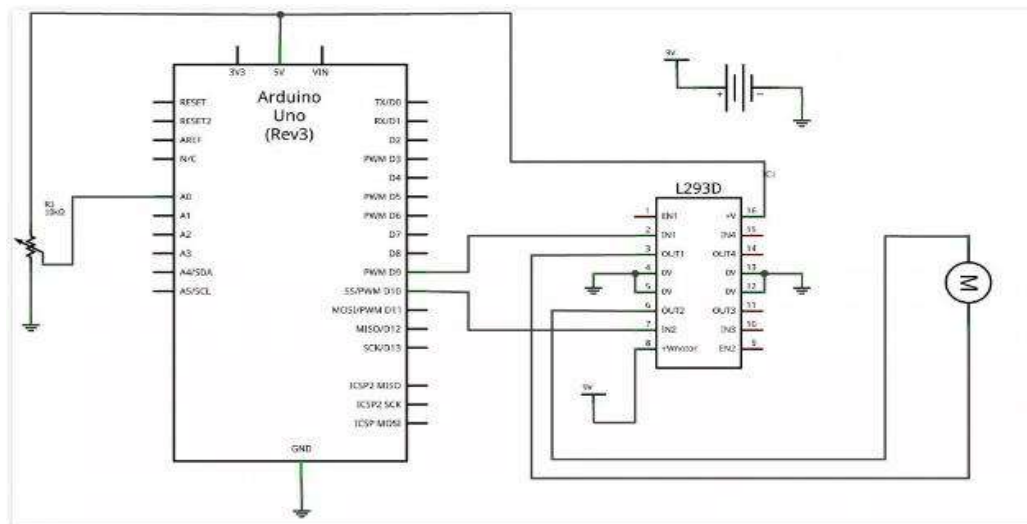 3V3
5V
VIN
Arduino
Uno
(Rev3)
RESET
RESET2
AREF
N/C
A0
A1
A2
A3
A4/SDA
A5/SCL
TX/D0
RX/D1
D2
PWM D3
D4
PWM D5
PWM D6
D7
D8
PWM D9
SS/PWM D10
MOSI/PWM D11
MISO/D12
SCK/D13
ICSP2 MISO
ICSP2 SCK
ICSP MOSI
GND
R1
10kΩ
9V
+
−
IC1
L293D
1 EN1 +V 16
2 IN1 IN4 15
3 OUT1 OUT4 14
4 0V 0V 13
5 0V 0V 12
6 OUT2 OUT3 11
7 IN2 IN3 10
8 +Vmotor EN2 9
9V
M